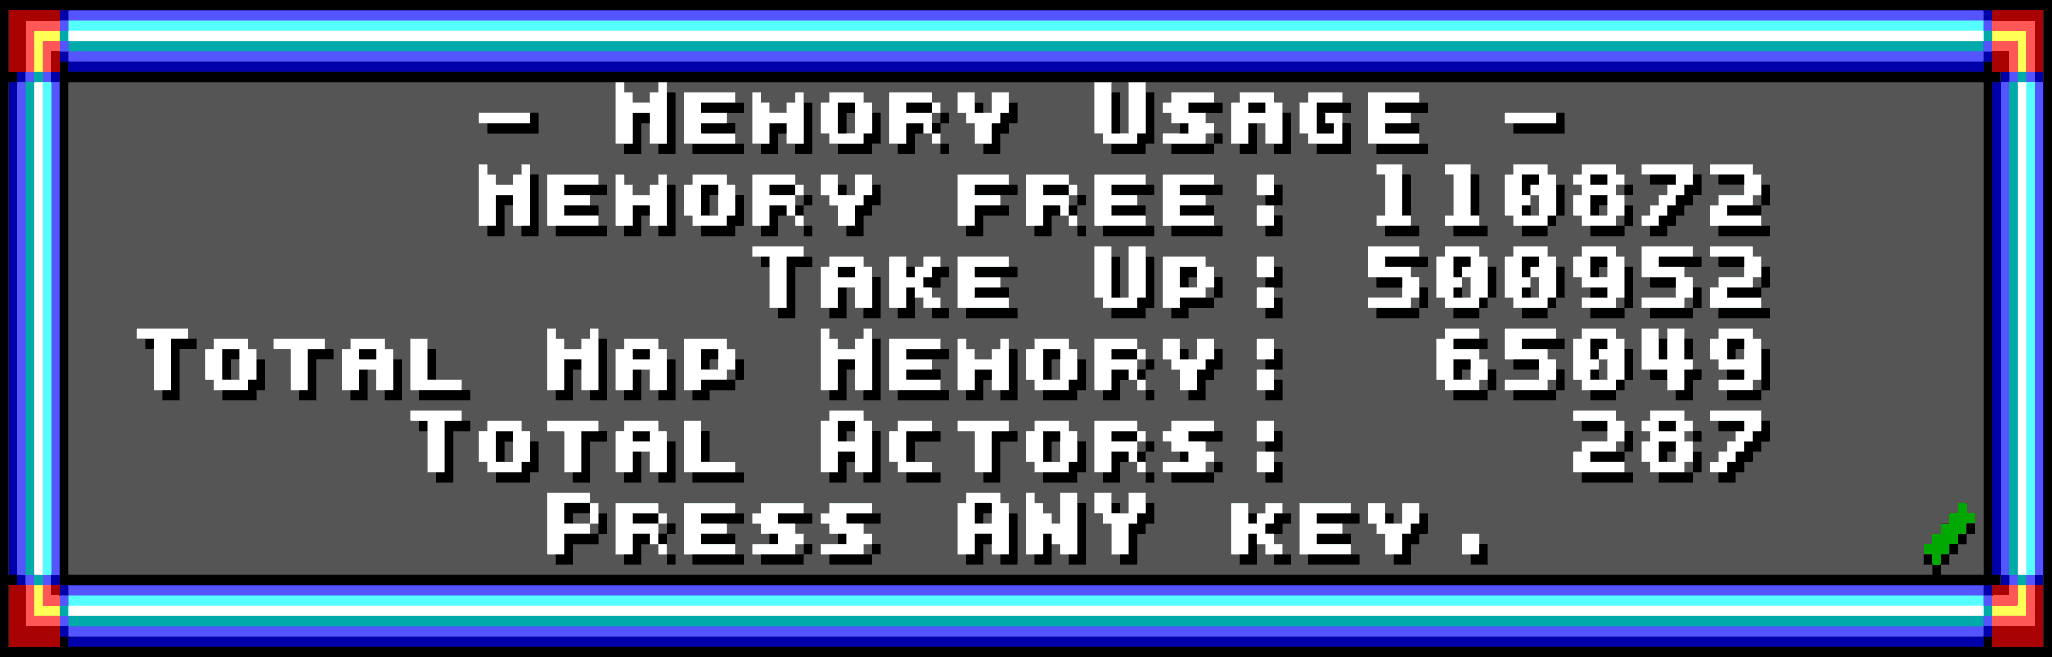 - Memory Usage -
Memory free: 110872
Take Up: 500952
Total Map Memory: 65049
Total Actors: 287
Press ANY key.